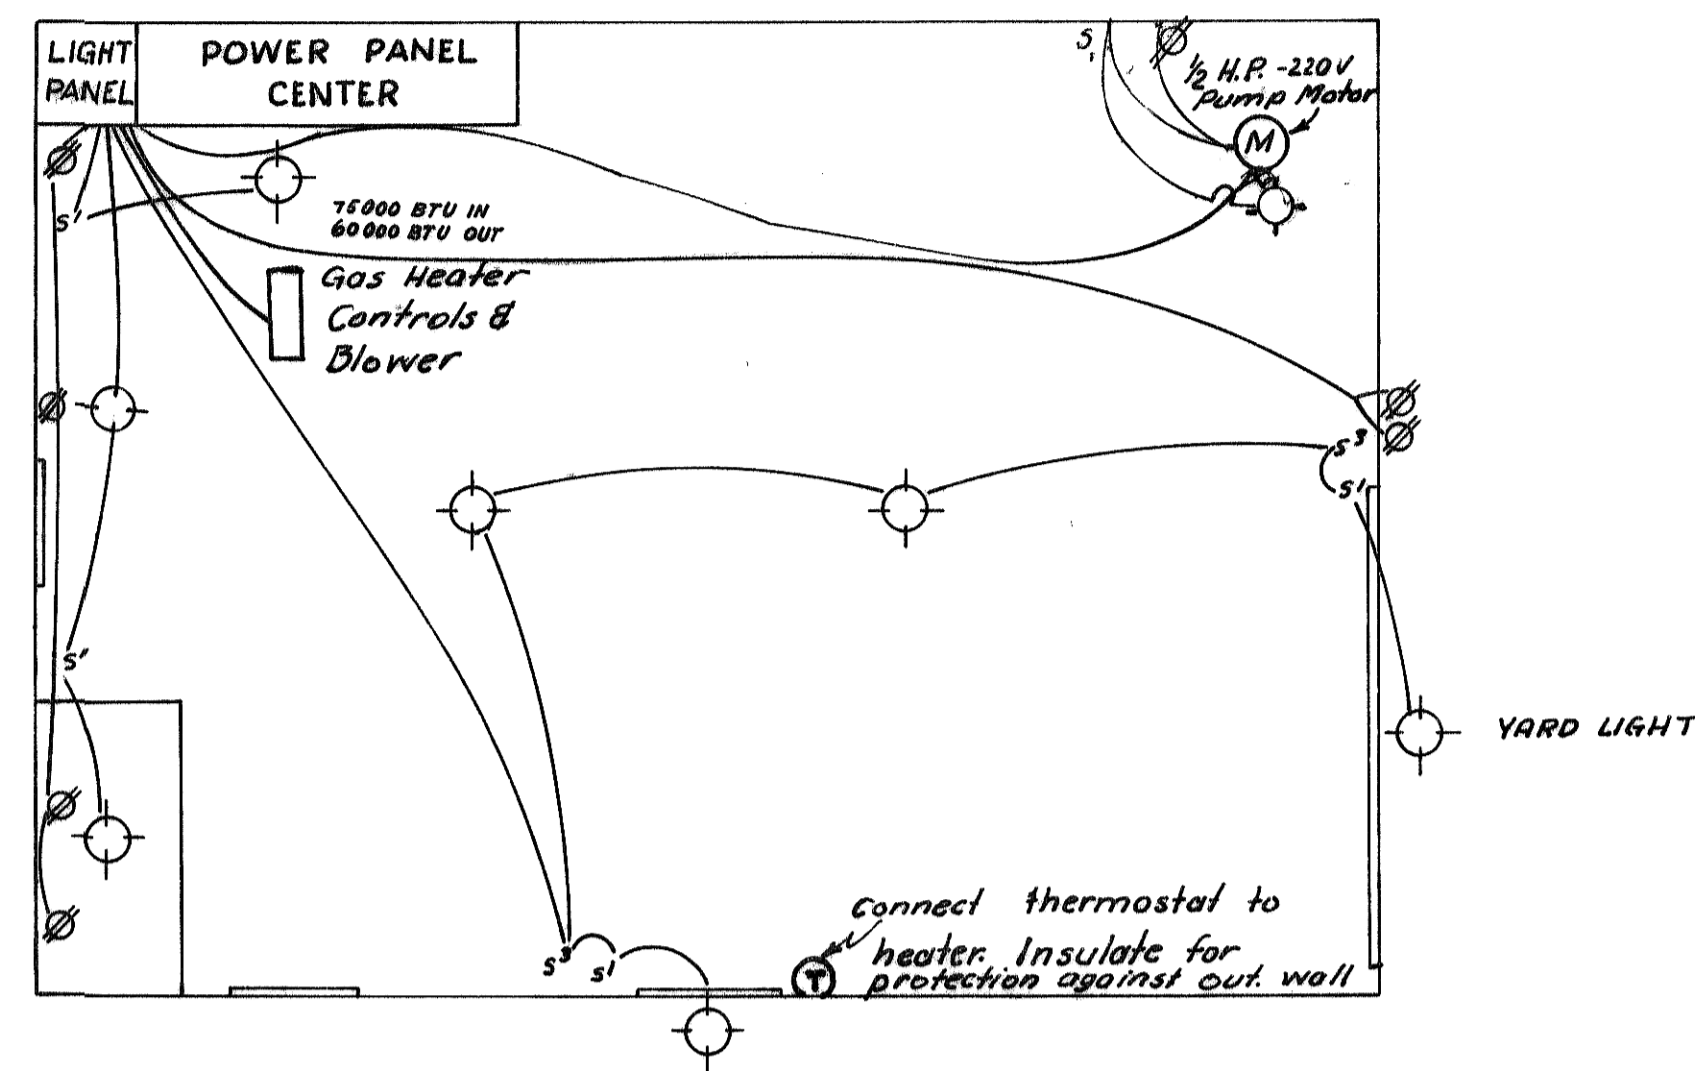 LIGHT
PANEL
POWER PANEL
CENTER
S1
½ H.P. -220V
Pump Motor
M
S'
75000 BTU IN
60000 BTU OUT
Gas Heater
Controls &
Blower
S3
S'
S'
YARD LIGHT
connect thermostat to
heater. Insulate for
protection against out. wall
S3
S1
T